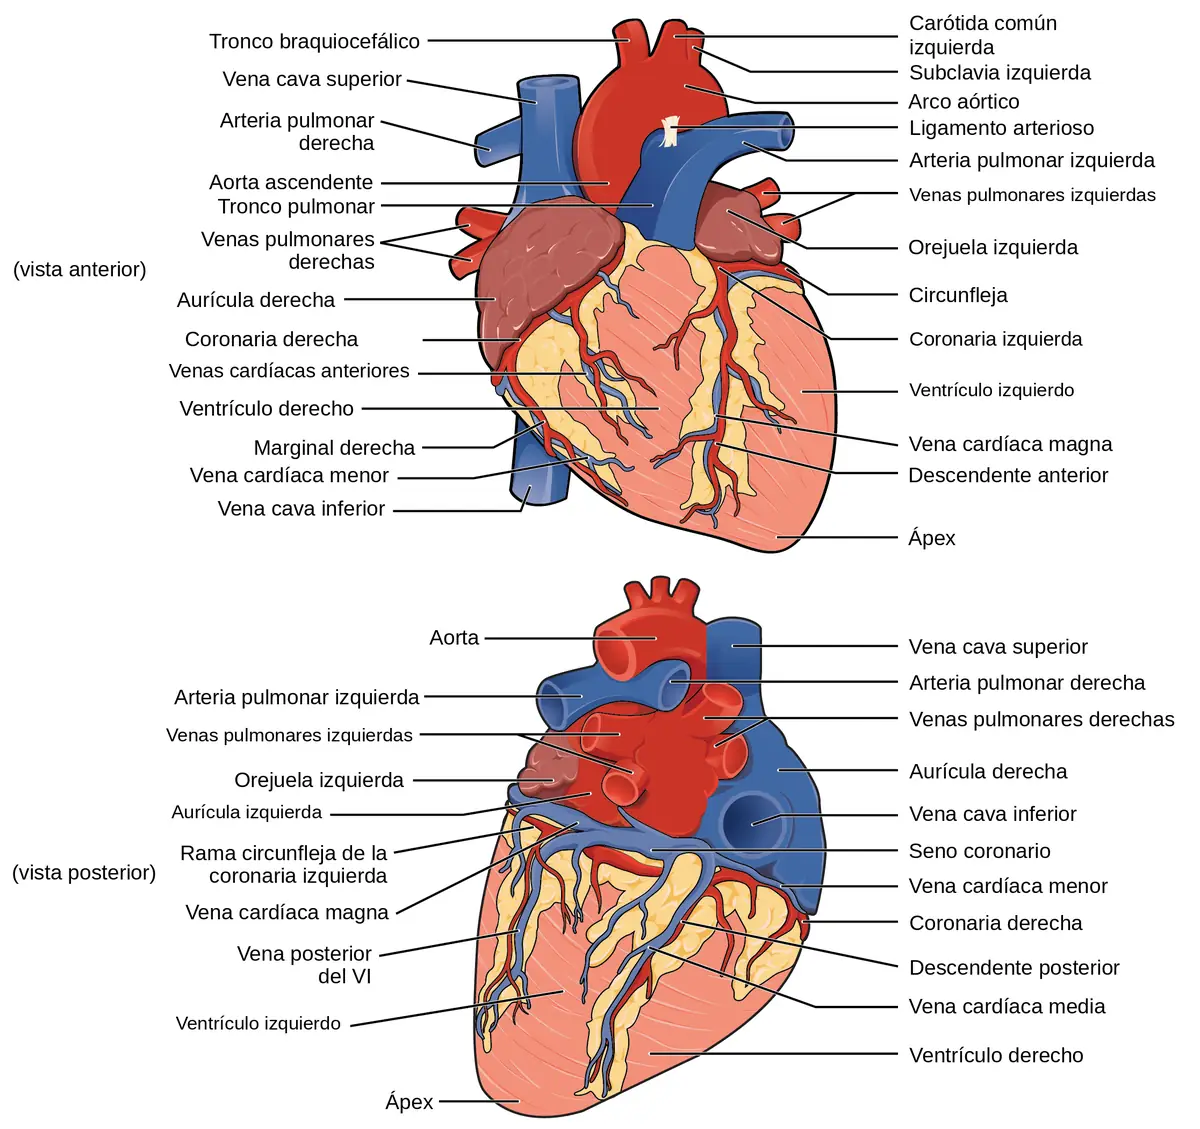 Tronco braquiocefálico
Vena cava superior
Arteria pulmonar
derecha
Aorta ascendente
Tronco pulmonar
Venas pulmonares
derechas
(vista anterior)
Aurícula derecha
Coronaria derecha
Venas cardíacas anteriores
Ventrículo derecho
Marginal derecha
Vena cardíaca menor
Vena cava inferior
Carótida común
izquierda
Subclavia izquierda
Arco aórtico
Ligamento arterioso
Arteria pulmonar izquierda
Venas pulmonares izquierdas
Orejuela izquierda
Circunfleja
Coronaria izquierda
Ventrículo izquierdo
Vena cardíaca magna
Descendente anterior
Ápex
Aorta
Arteria pulmonar izquierda
Venas pulmonares izquierdas
Orejuela izquierda
Aurícula izquierda
Rama circunfleja de la
coronaria izquierda
(vista posterior)
Vena cardíaca magna
Vena posterior
del VI
Ventrículo izquierdo
Ápex
Vena cava superior
Arteria pulmonar derecha
Venas pulmonares derechas
Aurícula derecha
Vena cava inferior
Seno coronario
Vena cardíaca menor
Coronaria derecha
Descendente posterior
Vena cardíaca media
Ventrículo derecho